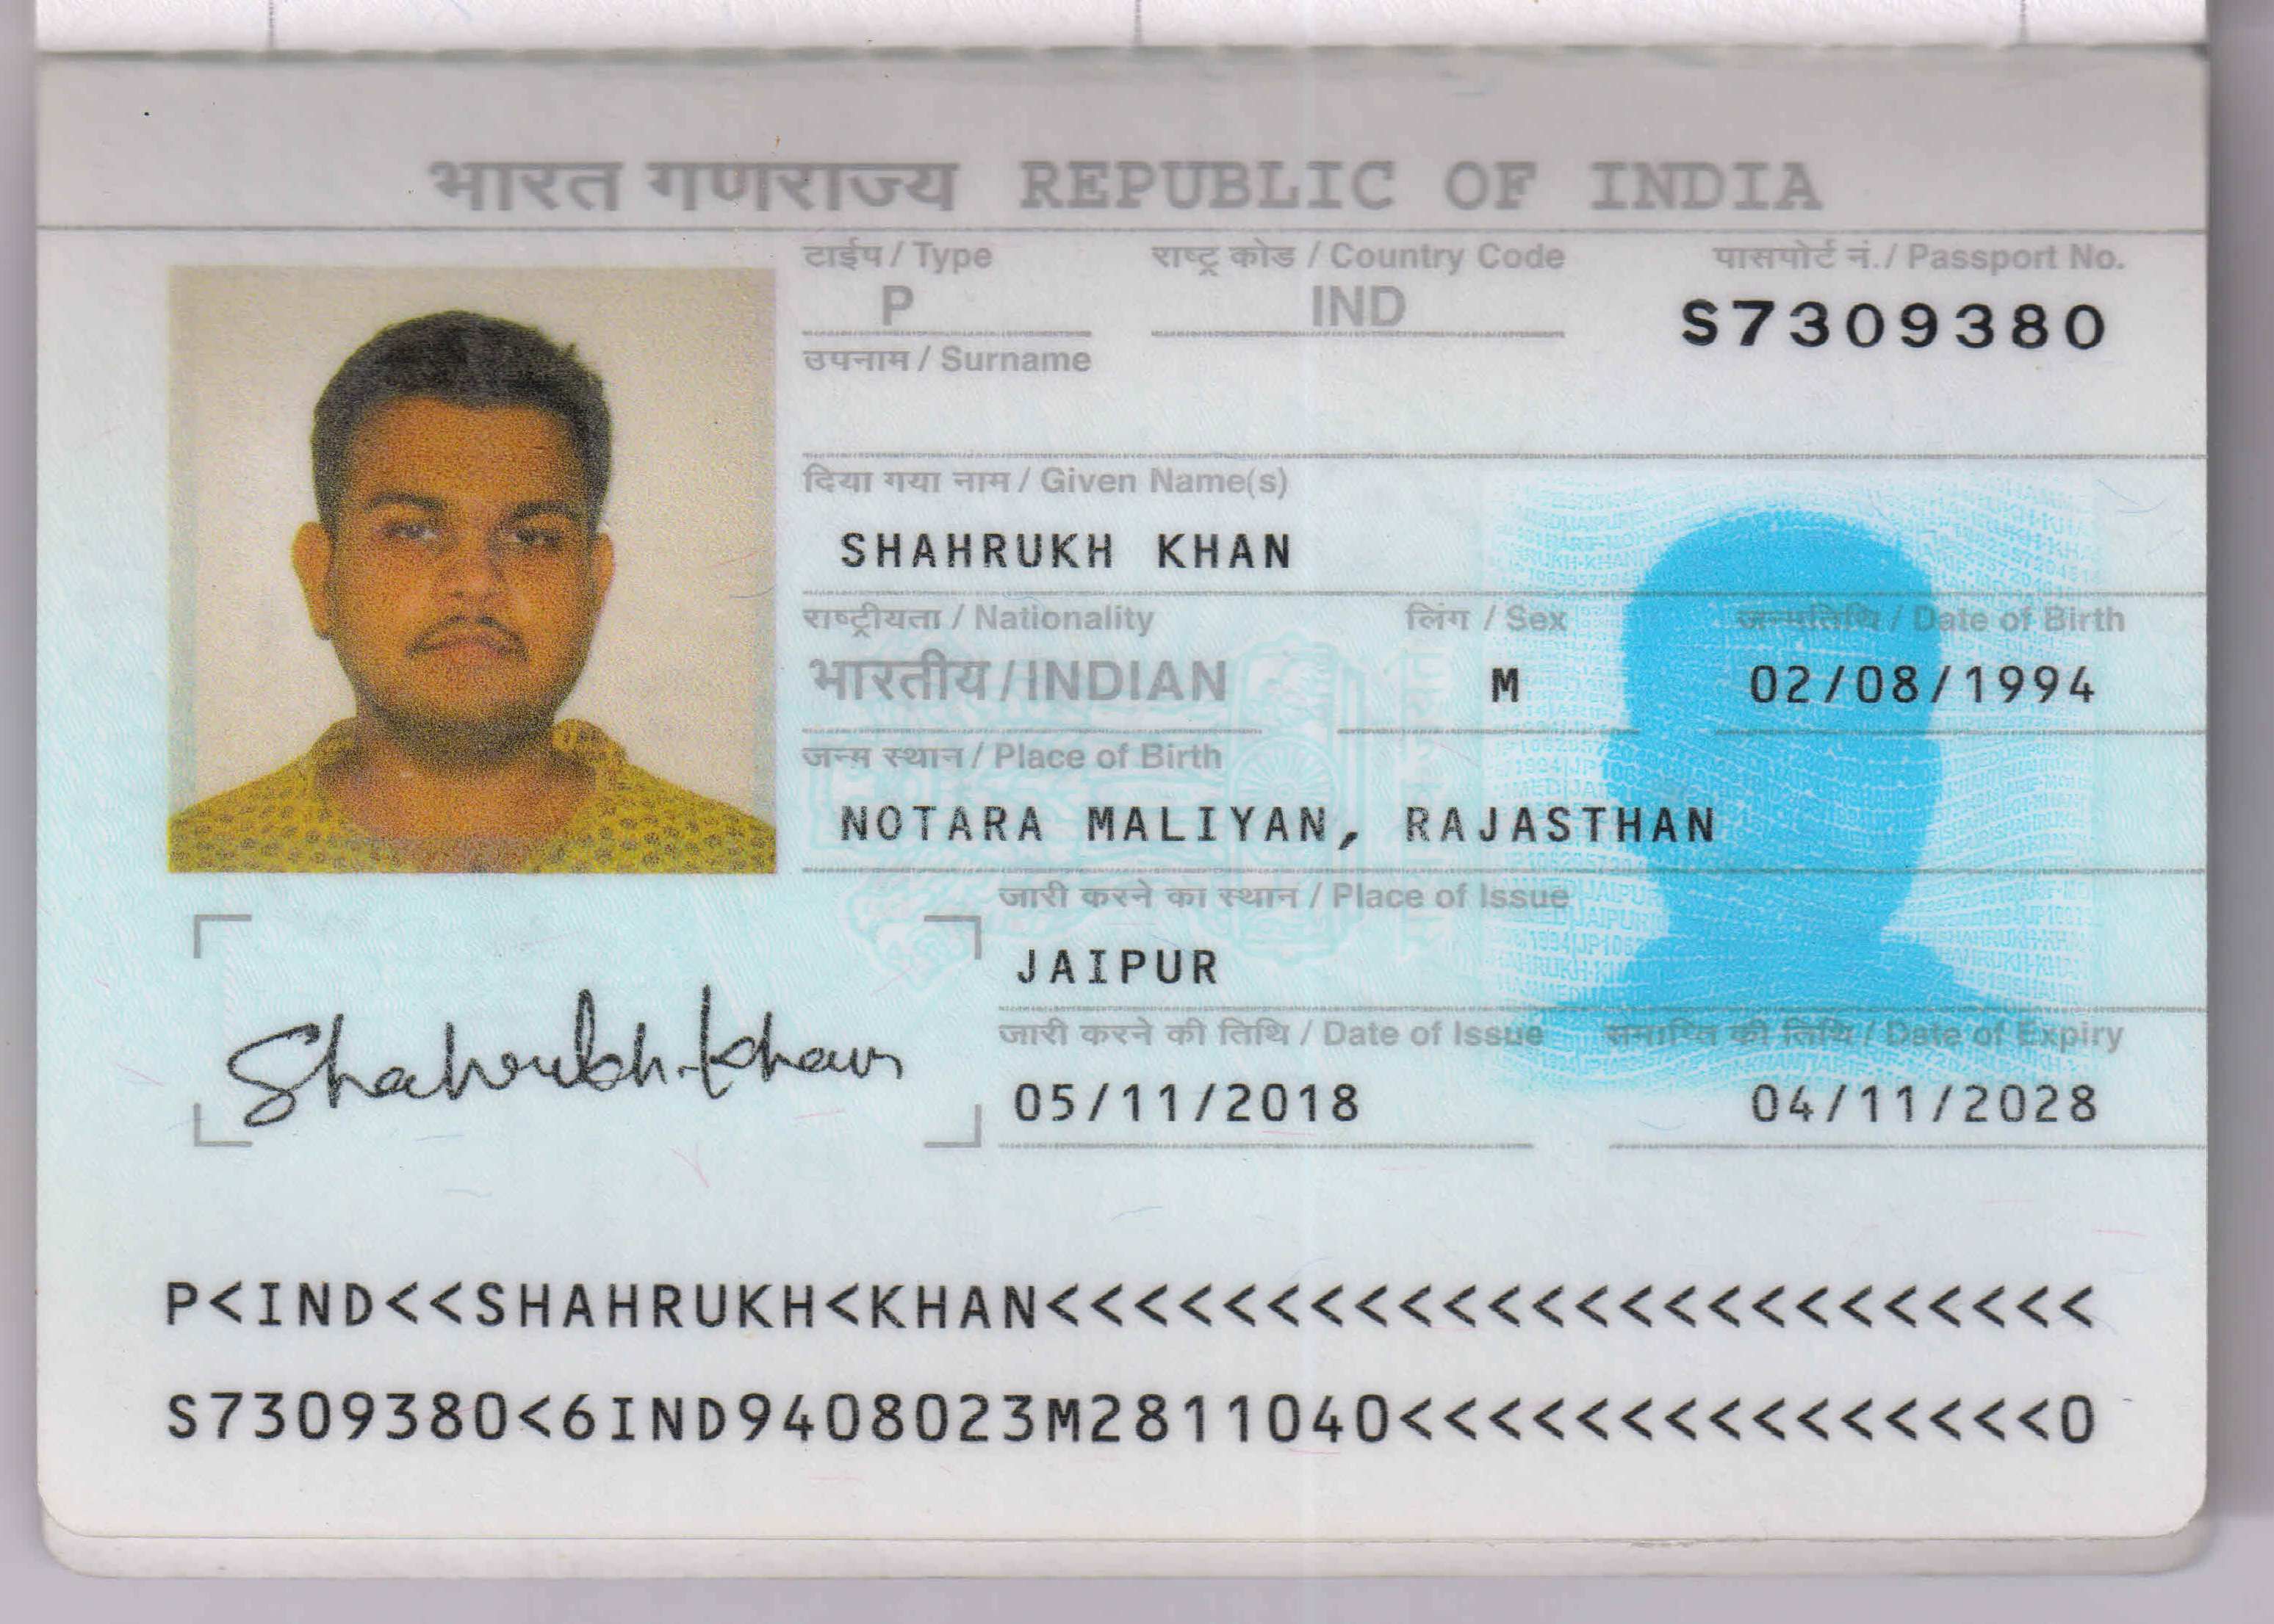 भारत गणराज्य REPUBLIC OF INDIA
टाईप / Type राष्ट्र कोड / Country Code पासपोर्ट नं. / Passport No.
P IND S7309380
उपनाम / Surname
दिया गया नाम / Given Name(s)
SHAHRUKH KHAN
राष्ट्रीयता / Nationality लिंग / Sex जन्मतिथि / Date of Birth
भारतीय / INDIAN M 02/08/1994
जन्म स्थान / Place of Birth
NOTARA MALIYAN, RAJASTHAN
जारी करने का स्थान / Place of Issue
JAIPUR
Shahrukh khan
जारी करने की तिथि / Date of Issue समाप्ति की तिथि / Date of Expiry
05/11/2018 04/11/2028
P<IND<<SHAHRUKH<KHAN<<<<<<<<<<<<<<<<<<<<<<<<
S7309380<6IND9408023M2811040<<<<<<<<<<<<<<<0